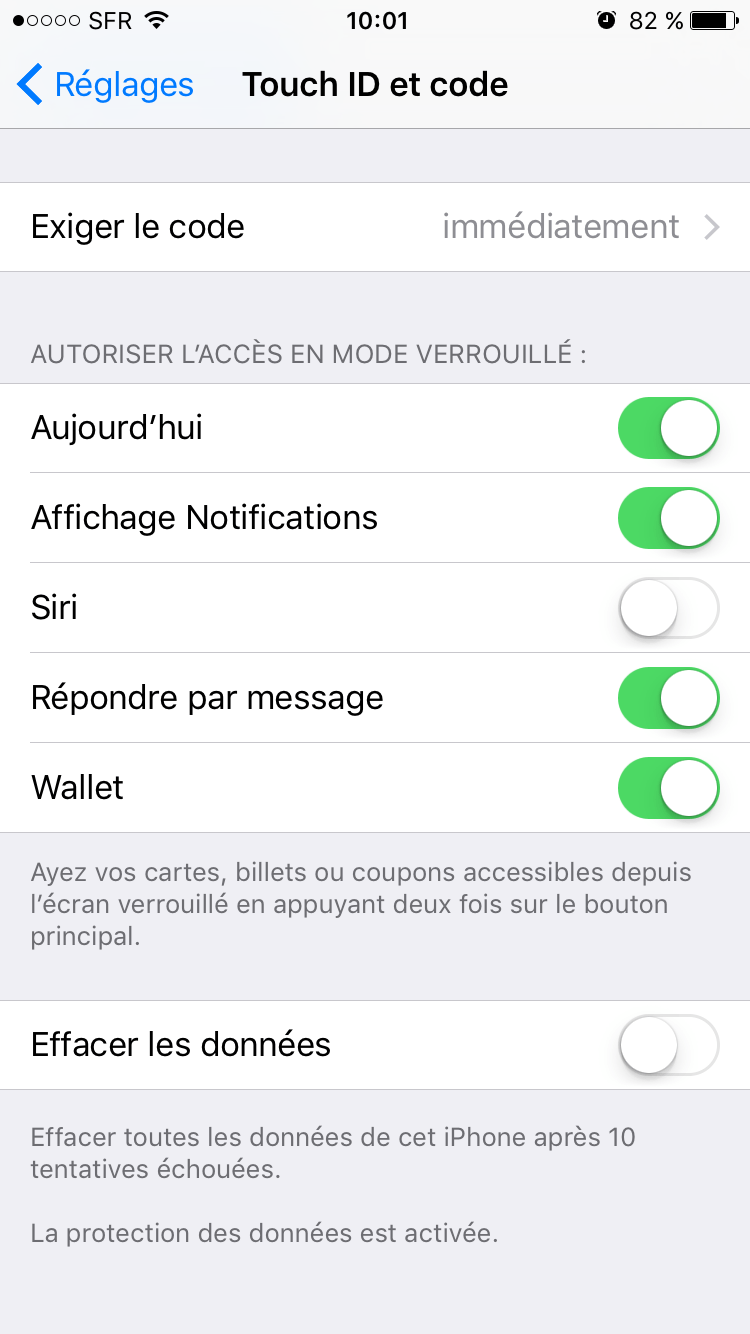 SFR 10:01 82 %
Réglages Touch ID et code
Exiger le code immédiatement
AUTORISER L’ACCÈS EN MODE VERROUILLÉ :
Aujourd’hui
Affichage Notifications
Siri
Répondre par message
Wallet
Ayez vos cartes, billets ou coupons accessibles depuis
l’écran verrouillé en appuyant deux fois sur le bouton
principal.
Effacer les données
Effacer toutes les données de cet iPhone après 10
tentatives échouées.
La protection des données est activée.